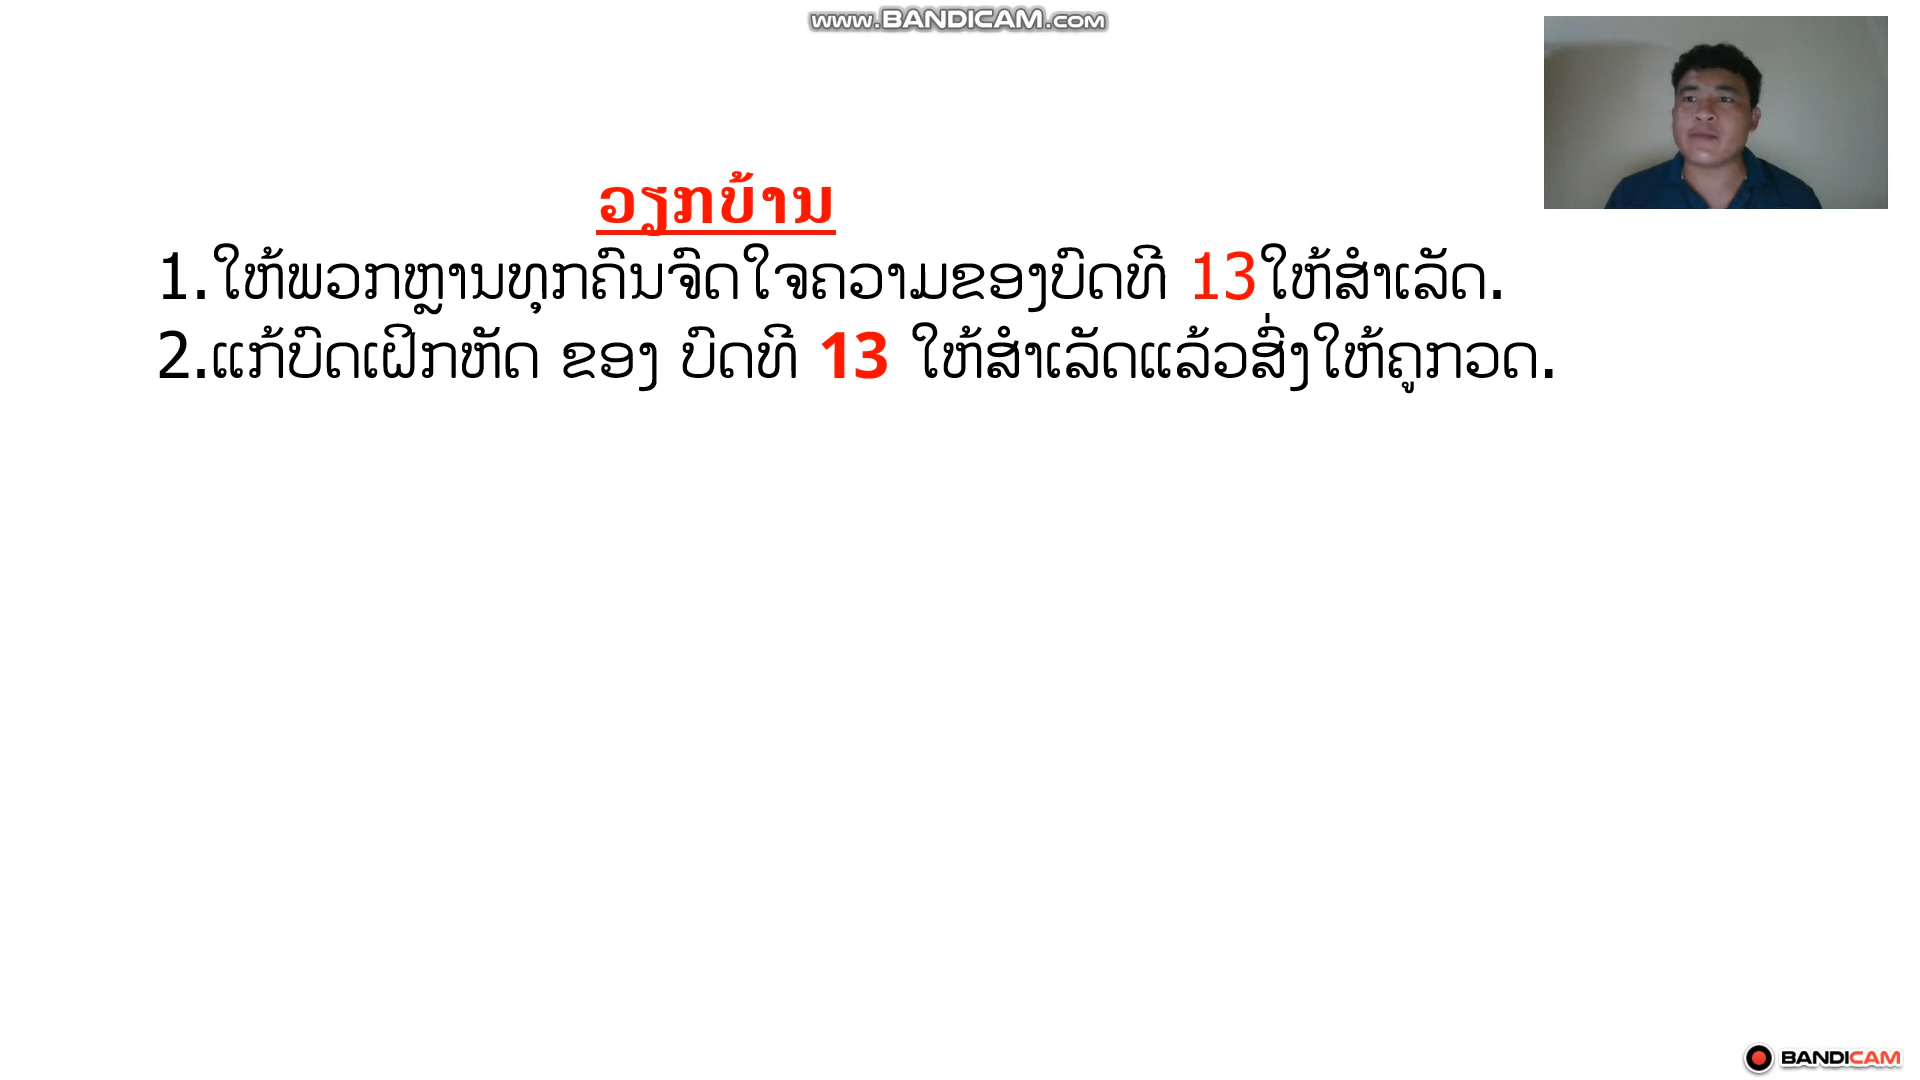 www.BANDICAM.com
ວຽກບ້ານ
1.ໃຫ້ພວກຫຼານທຸກຄົນຈົດໃຈຄວາມຂອງບົດທີ 13ໃຫ້ສຳເລັດ.
2.ແກ້ບົດເຝິກຫັດ ຂອງ ບົດທີ 13 ໃຫ້ສຳເລັດແລ້ວສົ່ງໃຫ້ຄູກວດ.
BANDICAM